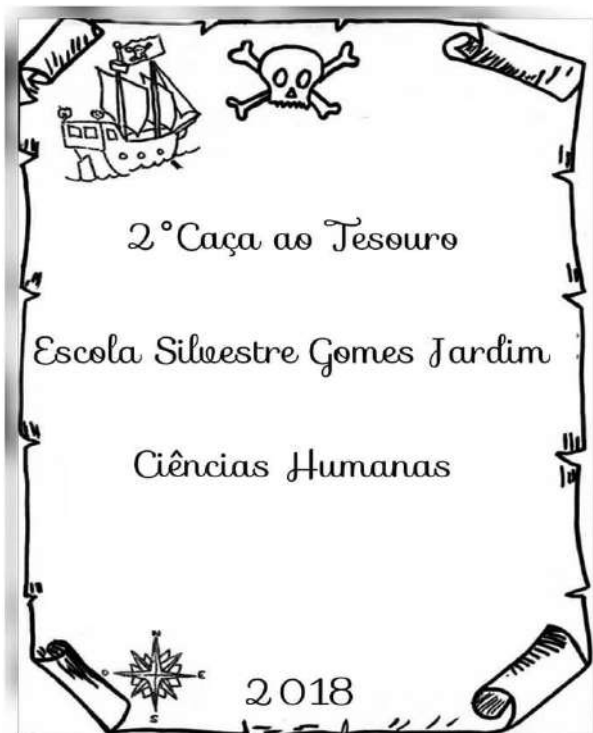 2°Caça ao Tesouro
Escola Silvestre Gomes Jardim
Ciências Humanas
N
O
E
S
2018